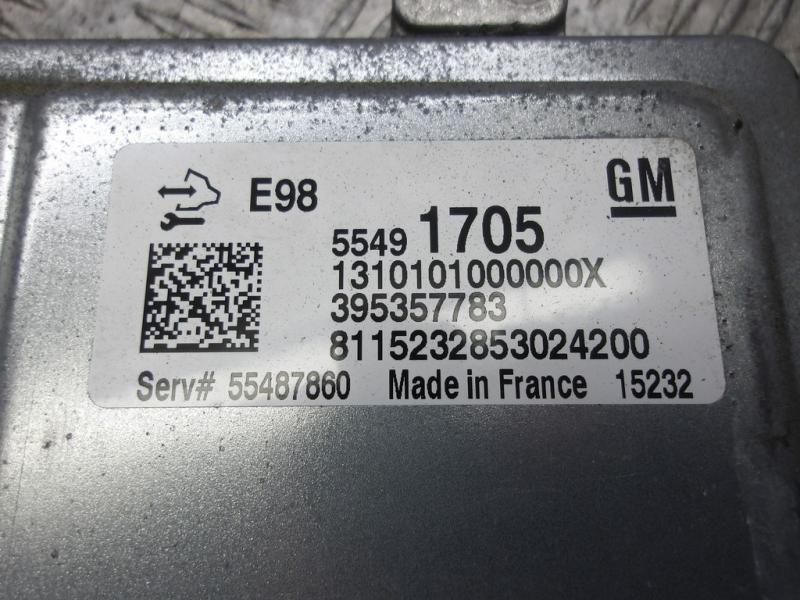 E98
GM
5549 1705
1310101000000X
395357783
8115232853024200
Serv# 55487860 Made in France 15232